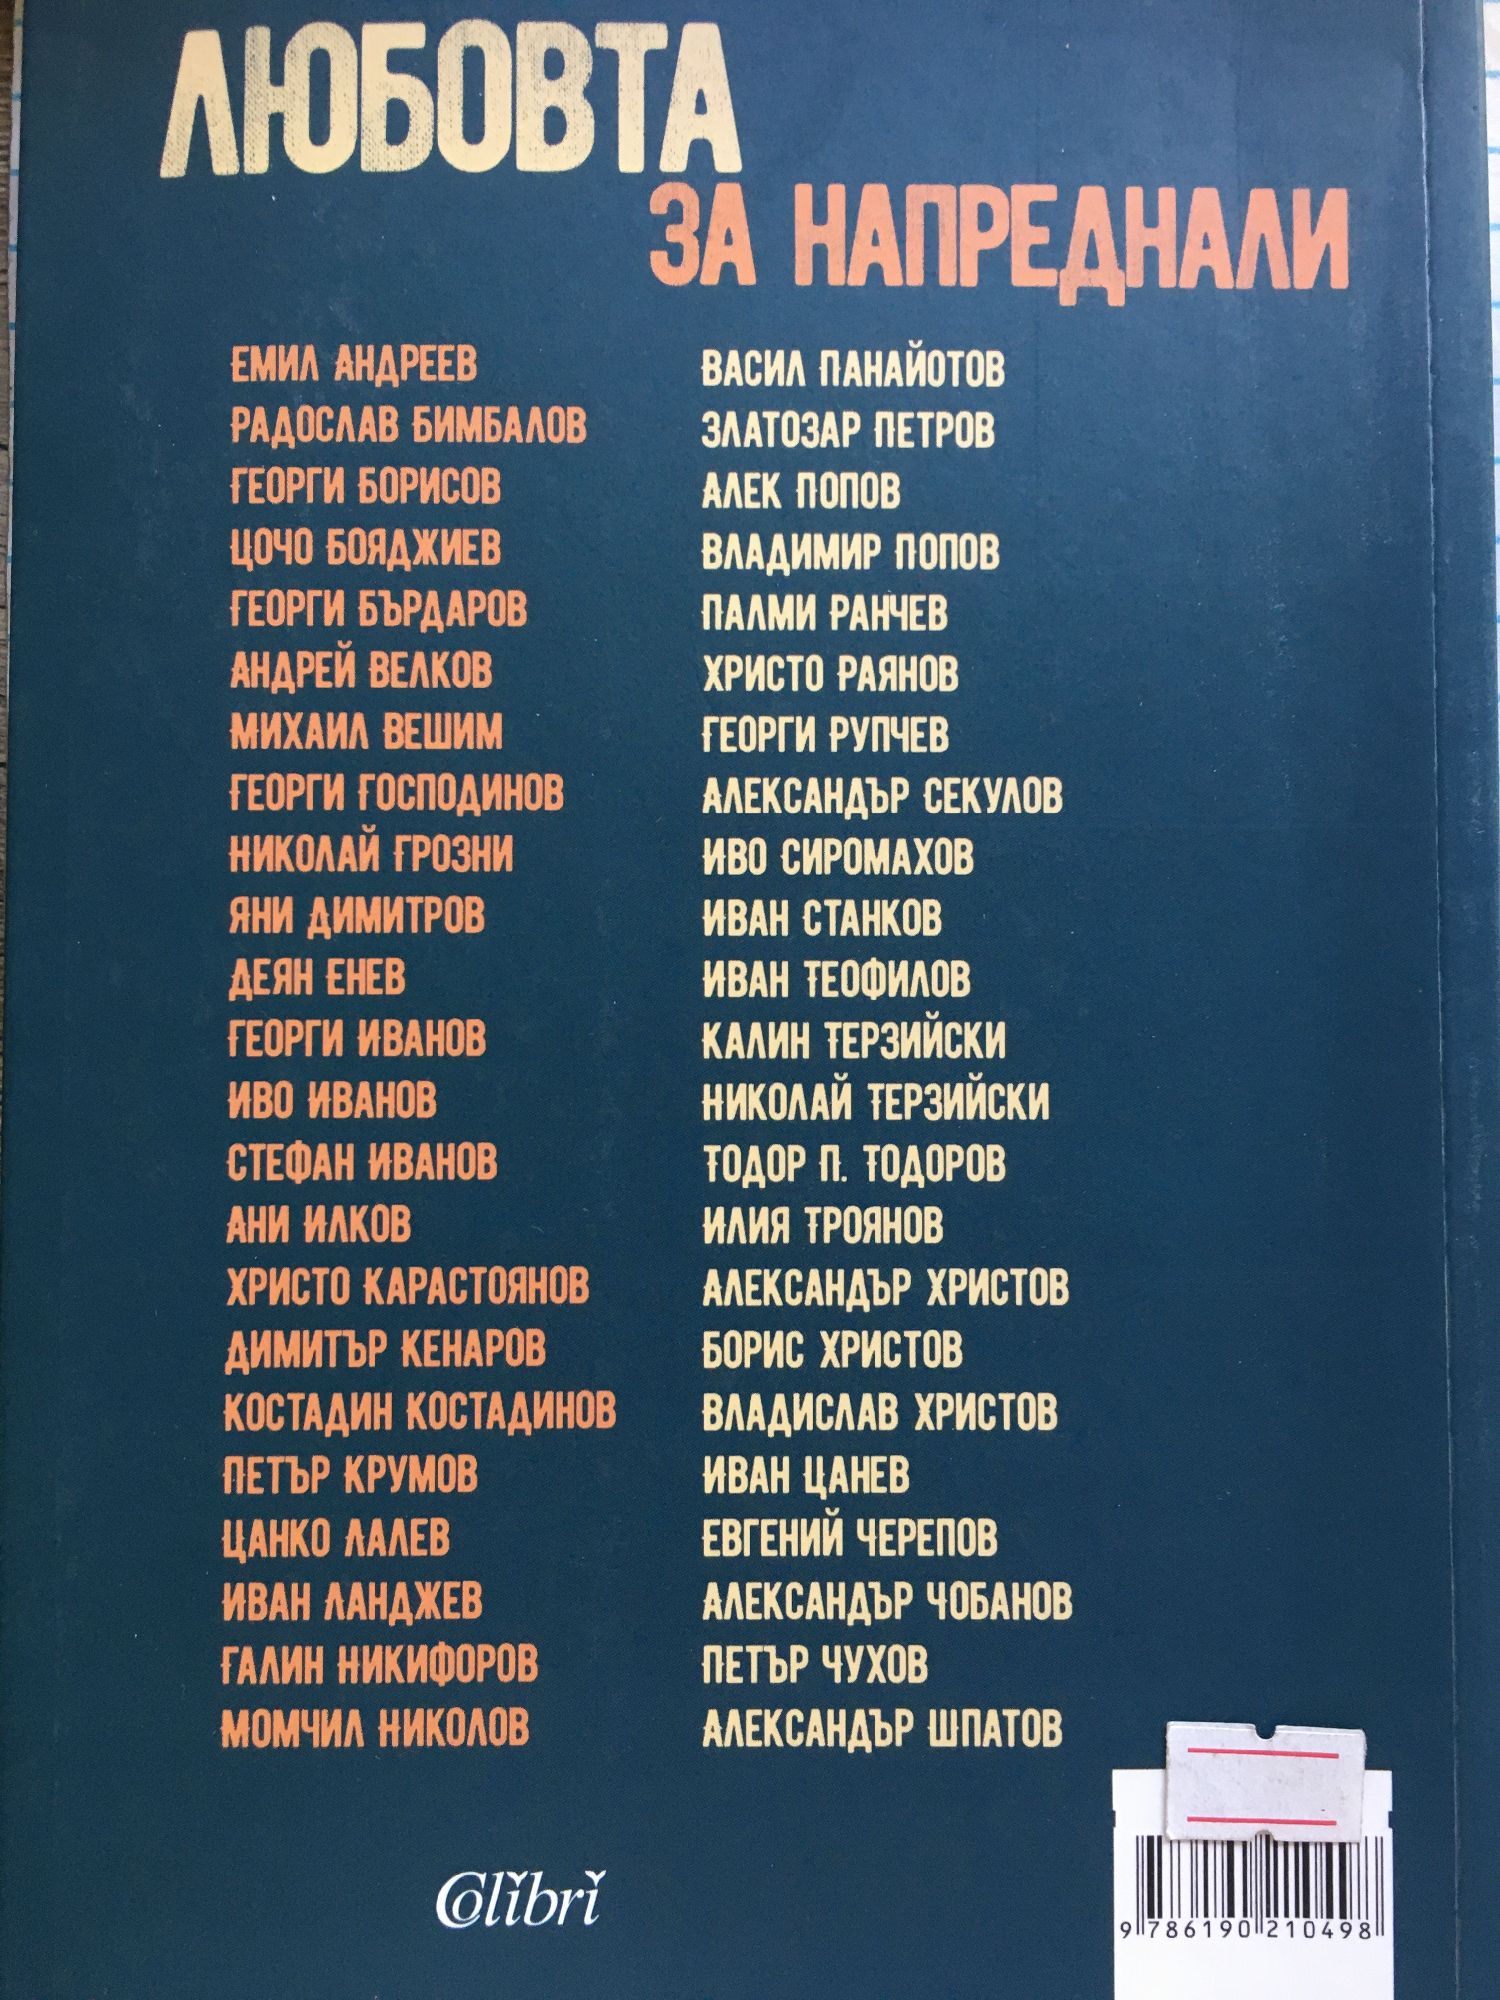 ЛЮБОВТА
ЗА НАПРЕДНАЛИ
ЕМИЛ АНДРЕЕВ
РАДОСЛАВ БИМБАЛОВ
ГЕОРГИ БОРИСОВ
ЦОЧО БОЯДЖИЕВ
ГЕОРГИ БЪРДАРОВ
АНДРЕЙ ВЕЛКОВ
МИХАИЛ ВЕШИМ
ГЕОРГИ ГОСПОДИНОВ
НИКОЛАЙ ГРОЗНИ
ЯНИ ДИМИТРОВ
ДЕЯН ЕНЕВ
ГЕОРГИ ИВАНОВ
ИВО ИВАНОВ
СТЕФАН ИВАНОВ
АНИ ИЛКОВ
ХРИСТО КАРАСТОЯНОВ
ДИМИТЪР КЕНАРОВ
КОСТАДИН КОСТАДИНОВ
ПЕТЪР КРУМОВ
ЦАНКО ЛАЛЕВ
ИВАН ЛАНДЖЕВ
ГАЛИН НИКИФОРОВ
МОМЧИЛ НИКОЛОВ
ВАСИЛ ПАНАЙОТОВ
ЗЛАТОЗАР ПЕТРОВ
АЛЕК ПОПОВ
ВЛАДИМИР ПОПОВ
ПАЛМИ РАНЧЕВ
ХРИСТО РАЯНОВ
ГЕОРГИ РУПЧЕВ
АЛЕКСАНДЪР СЕКУЛОВ
ИВО СИРОМАХОВ
ИВАН СТАНКОВ
ИВАН ТЕОФИЛОВ
КАЛИН ТЕРЗИЙСКИ
НИКОЛАЙ ТЕРЗИЙСКИ
ТОДОР П. ТОДОРОВ
ИЛИЯ ТРОЯНОВ
АЛЕКСАНДЪР ХРИСТОВ
БОРИС ХРИСТОВ
ВЛАДИСЛАВ ХРИСТОВ
ИВАН ЦАНЕВ
ЕВГЕНИЙ ЧЕРЕПОВ
АЛЕКСАНДЪР ЧОБАНОВ
ПЕТЪР ЧУХОВ
АЛЕКСАНДЪР ШПАТОВ
Colibri
9 786190 210498